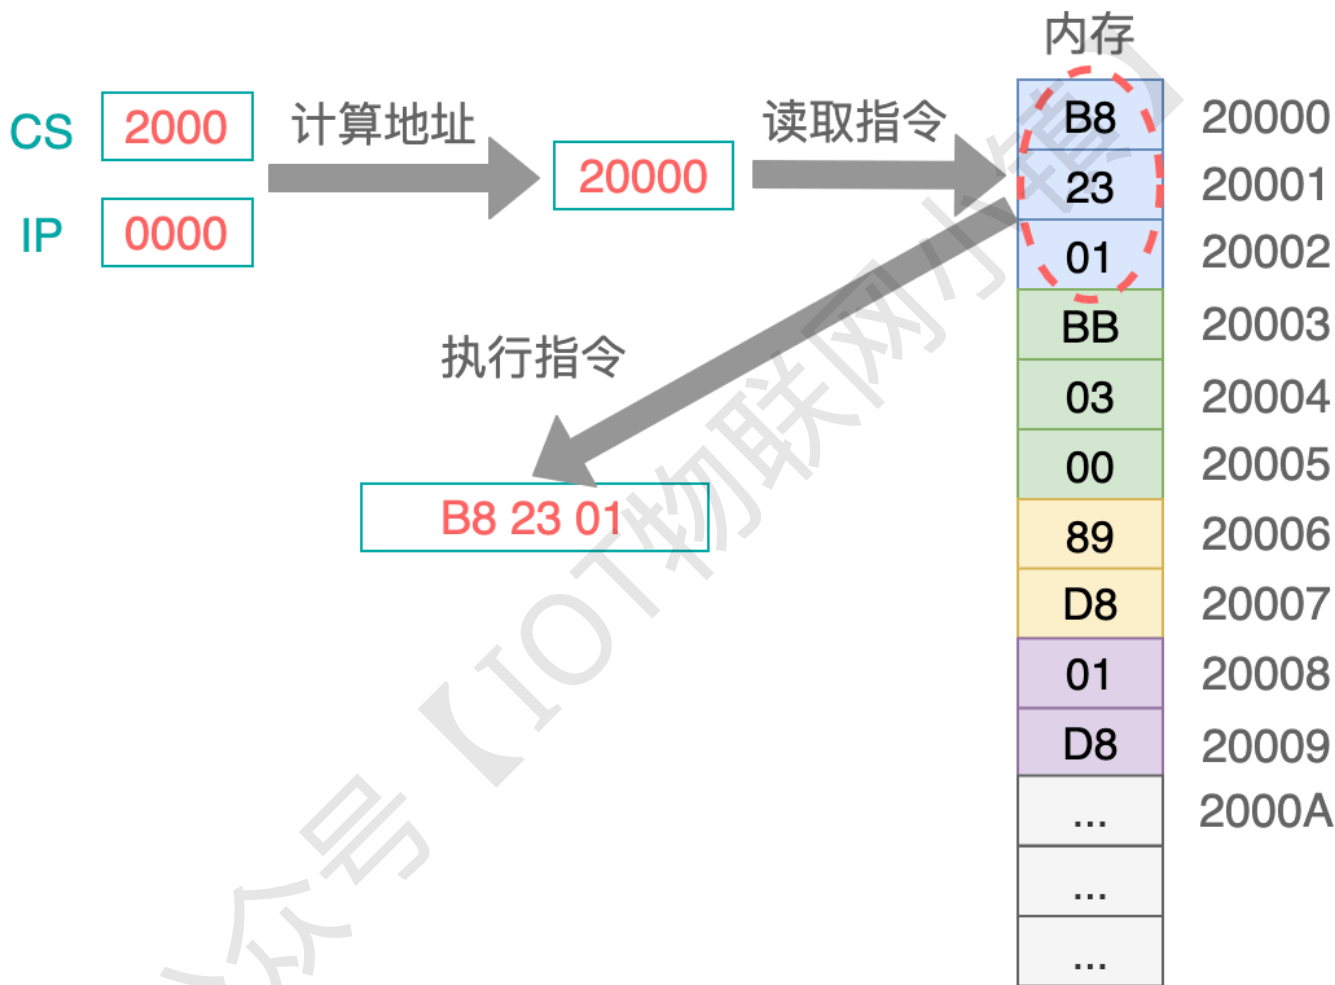 内存
CS 2000
计算地址
IP 0000
20000
读取指令
B8 20000
23 20001
01 20002
BB 20003
03 20004
00 20005
89 20006
D8 20007
01 20008
D8 20009
... 2000A
...
...
执行指令
B8 23 01
公众号【IOT物联网小镇】